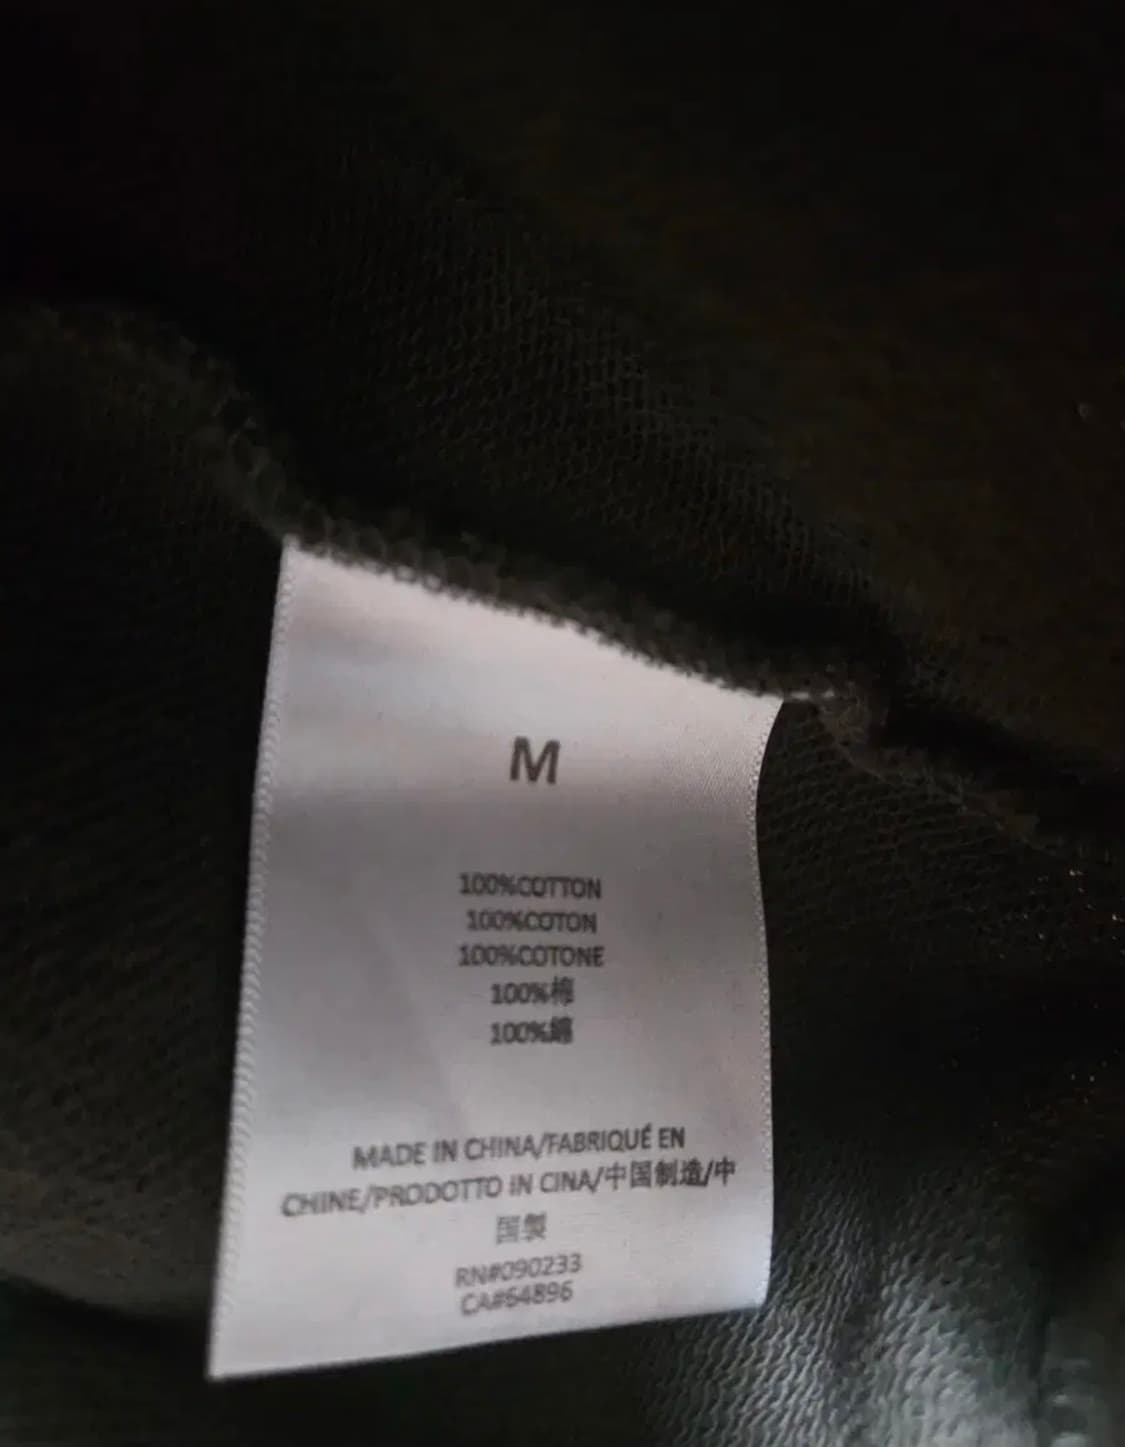 M
100%COTTON
100%COTON
100%COTONE
100%棉
100%綿
MADE IN CHINA/FABRIQUÉ EN
CHINE/PRODOTTO IN CINA/中国制造/中
国製
RN#090233
CA#64896